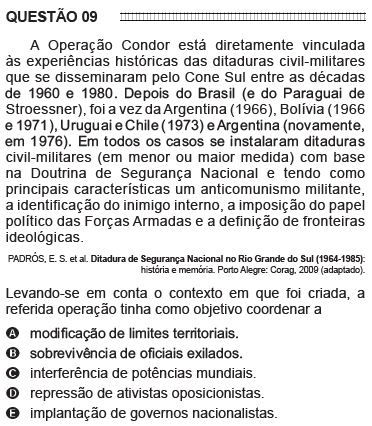 QUESTÃO 09
A Operação Condor está diretamente vinculada
às experiências históricas das ditaduras civil-militares
que se disseminaram pelo Cone Sul entre as décadas
de 1960 e 1980. Depois do Brasil (e do Paraguai de
Stroessner), foi a vez da Argentina (1966), Bolívia (1966
e 1971), Uruguai e Chile (1973) e Argentina (novamente,
em 1976). Em todos os casos se instalaram ditaduras
civil-militares (em menor ou maior medida) com base
na Doutrina de Segurança Nacional e tendo como
principais características um anticomunismo militante,
a identificação do inimigo interno, a imposição do papel
político das Forças Armadas e a definição de fronteiras
ideológicas.
PADRÓS, E. S. et al. Ditadura de Segurança Nacional no Rio Grande do Sul (1964-1985):
história e memória. Porto Alegre: Corag, 2009 (adaptado).
Levando-se em conta o contexto em que foi criada, a
referida operação tinha como objetivo coordenar a
A modificação de limites territoriais.
B sobrevivência de oficiais exilados.
C interferência de potências mundiais.
D repressão de ativistas oposicionistas.
E implantação de governos nacionalistas.